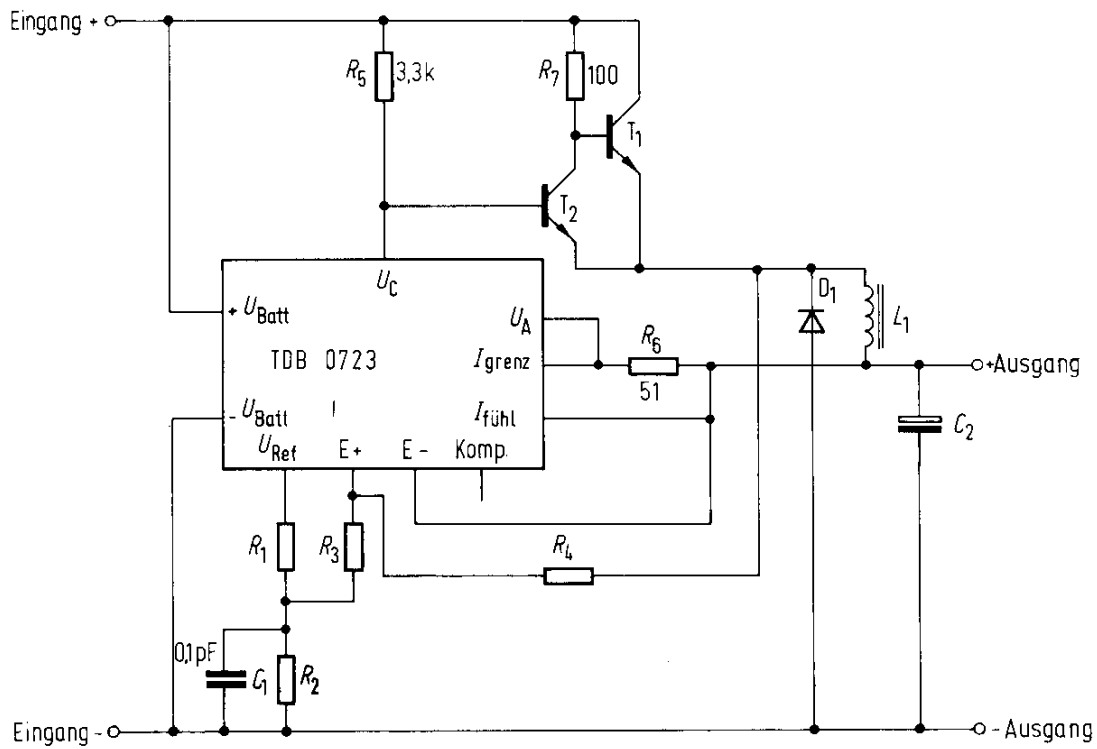 Eingang +
R5
3,3k
R7
100
T1
T2
UC
+ UBatt
UA
D1
L1
TDB 0723
Igrenz
R6
51
+Ausgang
- UBatt
Ifühl
C2
URef
E+
E-
Komp.
R1
R3
R4
0,1pF
C1
R2
Eingang-
-Ausgang